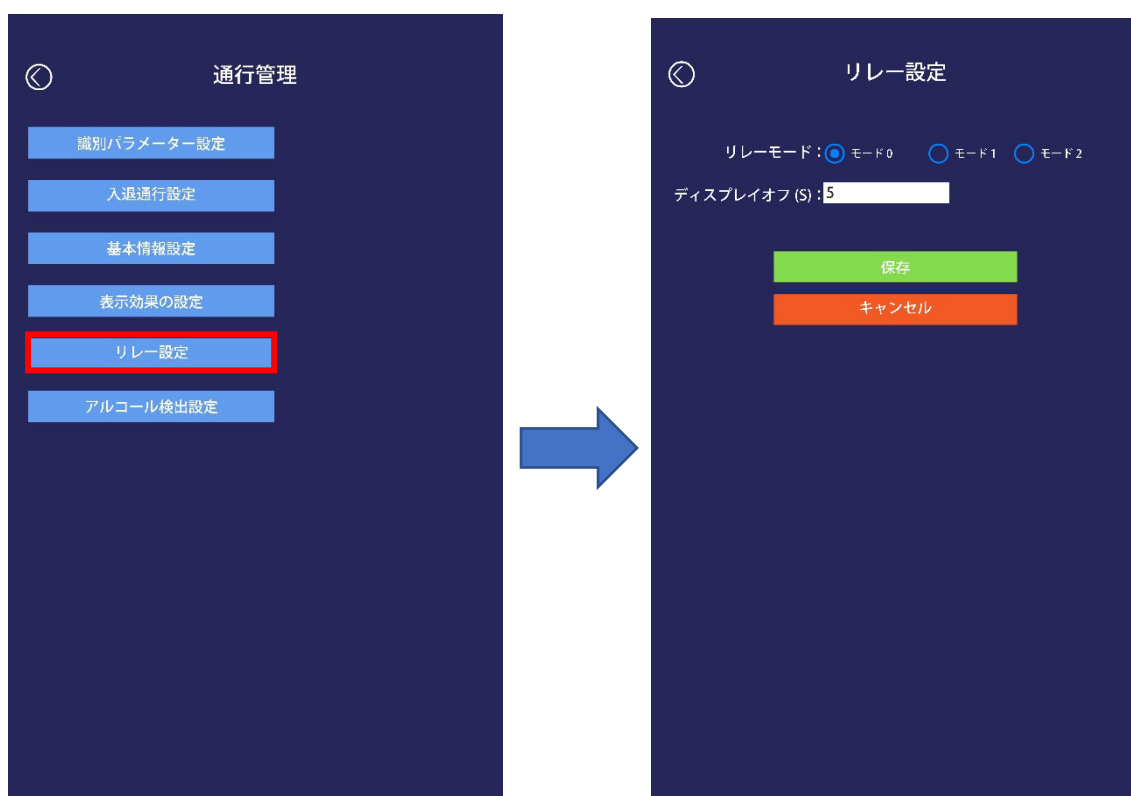 通行管理
識別パラメーター設定
入退通行設定
基本情報設定
表示効果の設定
リレー設定
アルコール検出設定
リレー設定
リレーモード : モード0 モード1 モード2
ディスプレイオフ (S) : 5
保存
キャンセル